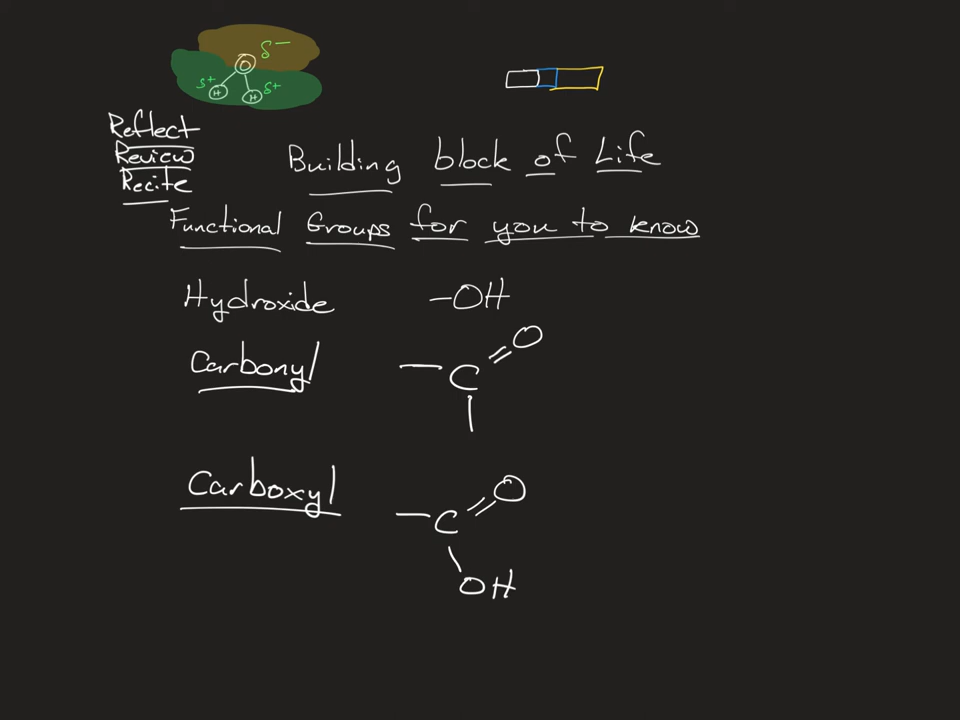 δ-
O
δ+ H H δ+
Reflect
Review
Recite
Building block of Life
Functional Groups for you to know
Hydroxide -OH
Carbonyl
O
C
Carboxyl
O
C
OH